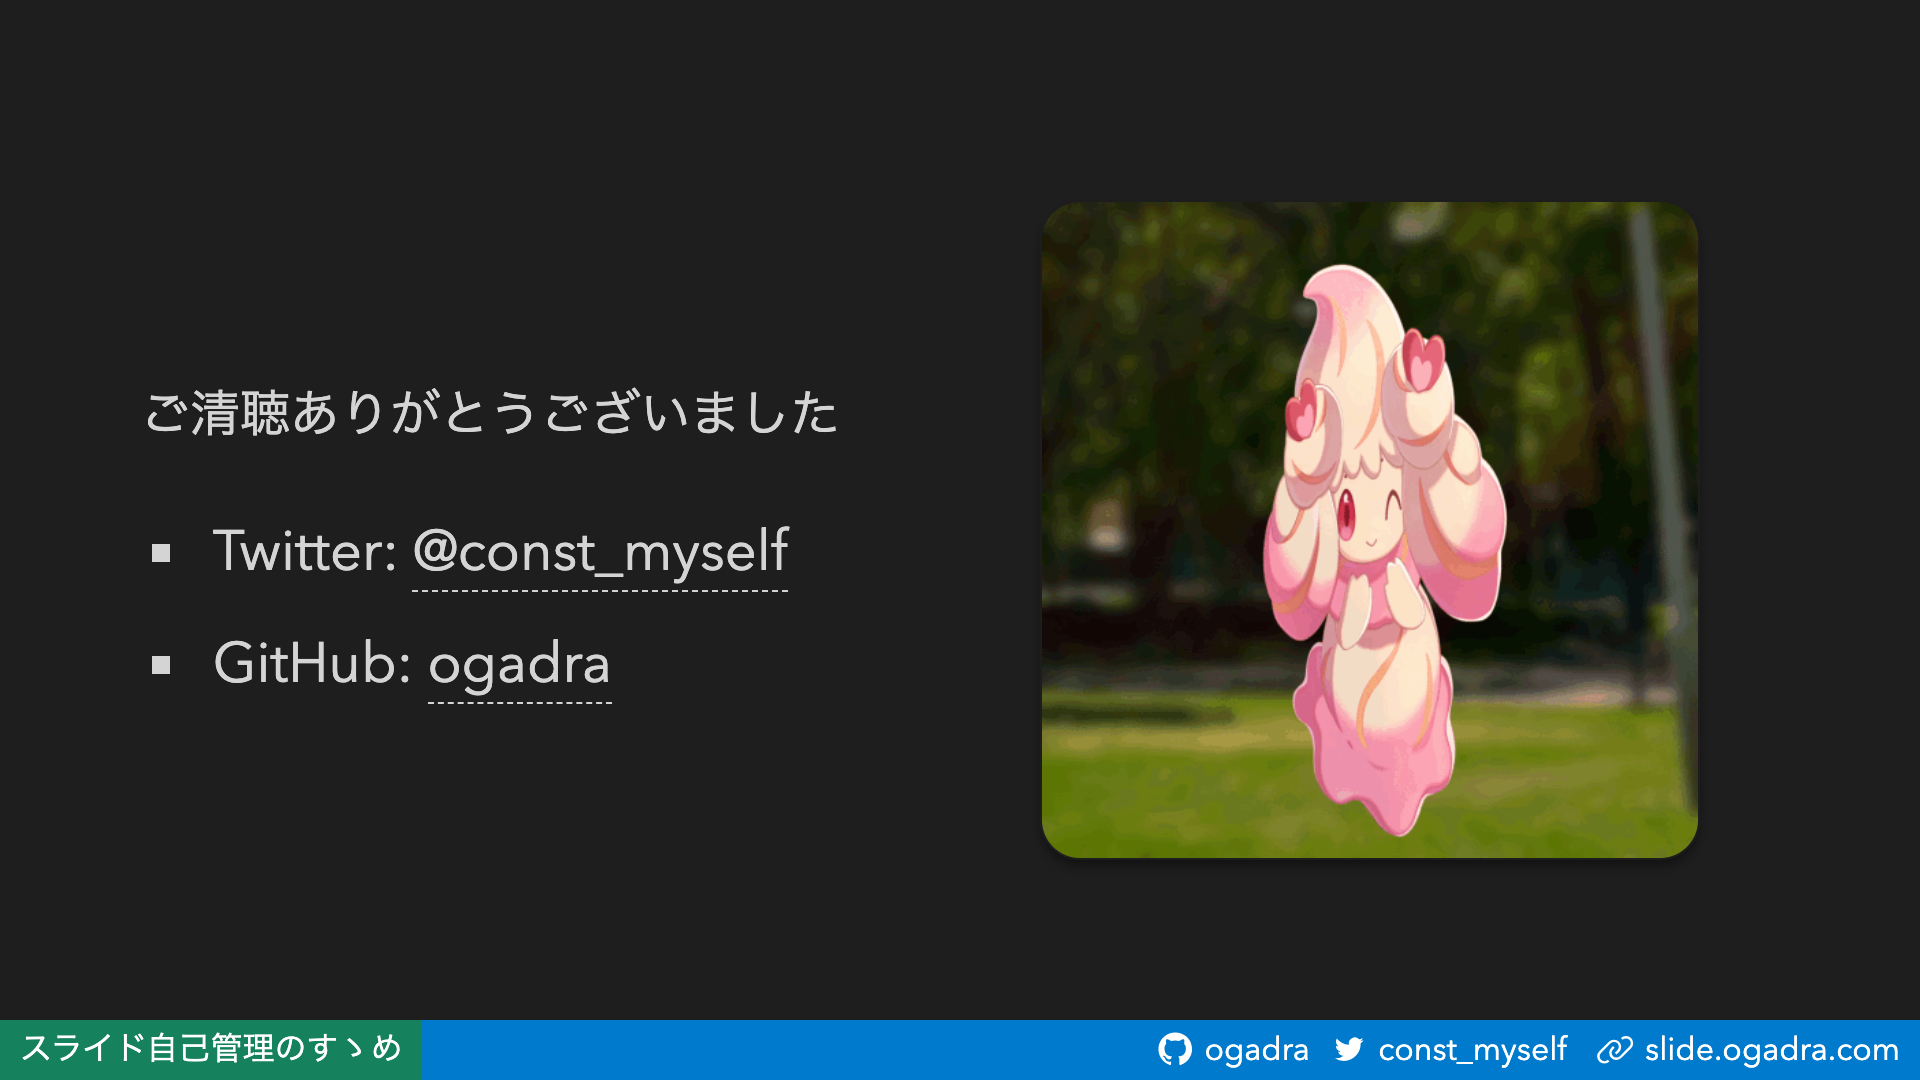 ご清聴ありがとうございました
Twitter: @const_myself
GitHub: ogadra
スライド自己管理のすゝめ
ogadra const_myself slide.ogadra.com